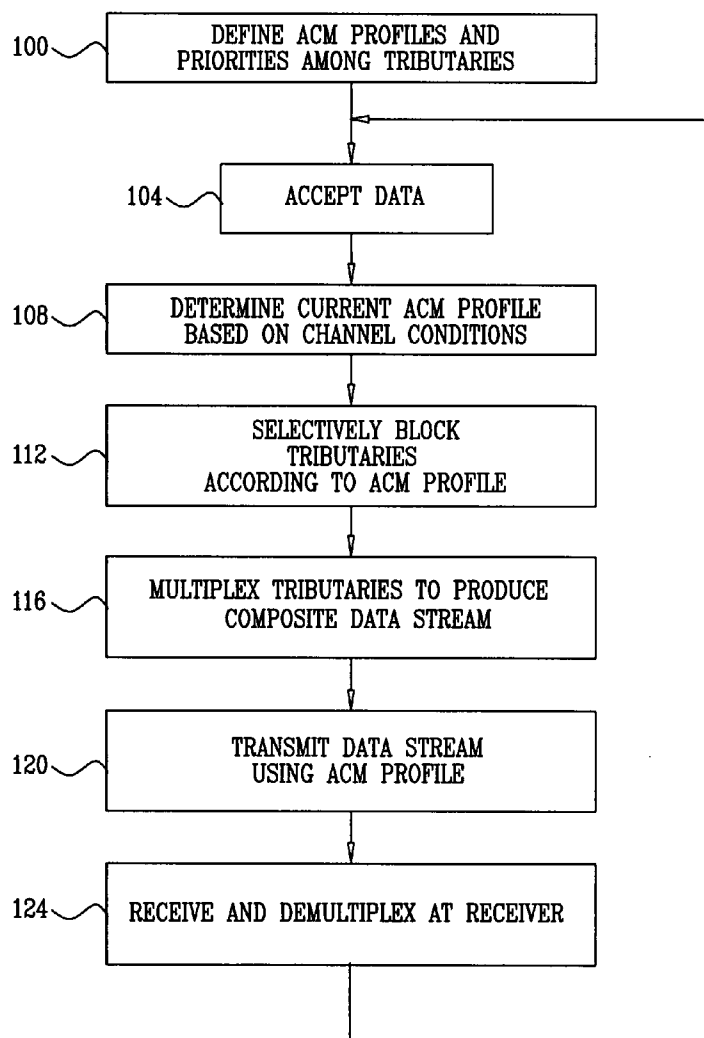 100
DEFINE ACM PROFILES AND
PRIORITIES AMONG TRIBUTARIES
104
ACCEPT DATA
108
DETERMINE CURRENT ACM PROFILE
BASED ON CHANNEL CONDITIONS
112
SELECTIVELY BLOCK
TRIBUTARIES
ACCORDING TO ACM PROFILE
116
MULTIPLEX TRIBUTARIES TO PRODUCE
COMPOSITE DATA STREAM
120
TRANSMIT DATA STREAM
USING ACM PROFILE
124
RECEIVE AND DEMULTIPLEX AT RECEIVER